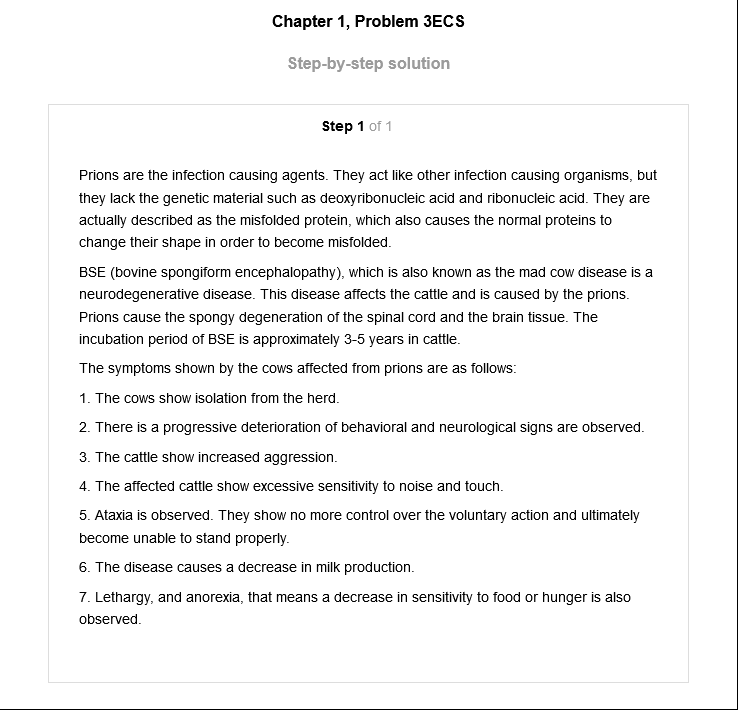 Chapter 1, Problem 3ECS
Step-by-step solution
Step 1 of 1
Prions are the infection causing agents. They act like other infection causing organisms, but
they lack the genetic material such as deoxyribonucleic acid and ribonucleic acid. They are
actually described as the misfolded protein, which also causes the normal proteins to
change their shape in order to become misfolded.
BSE (bovine spongiform encephalopathy), which is also known as the mad cow disease is a
neurodegenerative disease. This disease affects the cattle and is caused by the prions.
Prions cause the spongy degeneration of the spinal cord and the brain tissue. The
incubation period of BSE is approximately 3-5 years in cattle.
The symptoms shown by the cows affected from prions are as follows:
1. The cows show isolation from the herd.
2. There is a progressive deterioration of behavioral and neurological signs are observed.
3. The cattle show increased aggression.
4. The affected cattle show excessive sensitivity to noise and touch.
5. Ataxia is observed. They show no more control over the voluntary action and ultimately
become unable to stand properly.
6. The disease causes a decrease in milk production.
7. Lethargy, and anorexia, that means a decrease in sensitivity to food or hunger is also
observed.